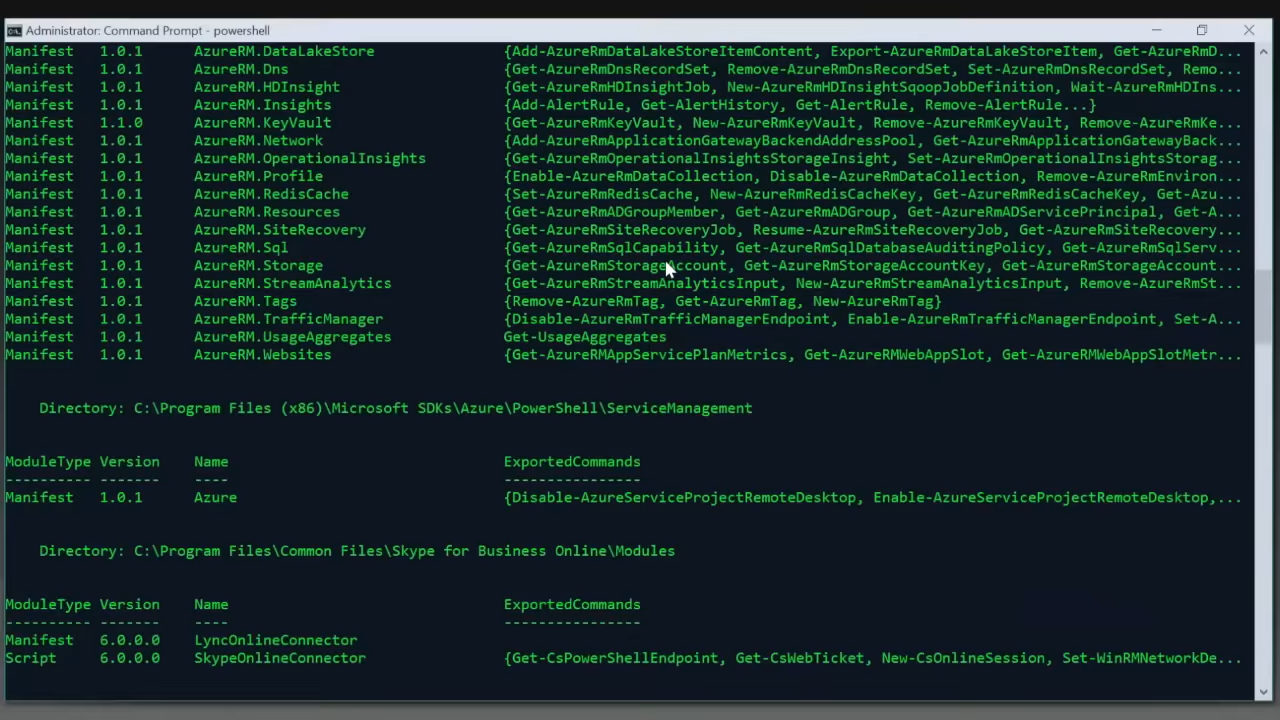 Administrator: Command Prompt - powershell
Manifest 1.0.1 AzureRM.DataLakeStore {Add-AzureRmDataLakeStoreItemContent, Export-AzureRmDataLakeStoreItem, Get-AzureRmD...
Manifest 1.0.1 AzureRM.Dns {Get-AzureRmDnsRecordSet, Remove-AzureRmDnsRecordSet, Set-AzureRmDnsRecordSet, Remo...
Manifest 1.0.1 AzureRM.HDInsight {Get-AzureRmHDInsightJob, New-AzureRmHDInsightSqoopJobDefinition, Wait-AzureRmHDIns...
Manifest 1.0.1 AzureRM.Insights {Add-AlertRule, Get-AlertHistory, Get-AlertRule, Remove-AlertRule...}
Manifest 1.1.0 AzureRM.KeyVault {Get-AzureRmKeyVault, New-AzureRmKeyVault, Remove-AzureRmKeyVault, Remove-AzureRmKe...
Manifest 1.0.1 AzureRM.Network {Add-AzureRmApplicationGatewayBackendAddressPool, Get-AzureRmApplicationGatewayBack...
Manifest 1.0.1 AzureRM.OperationalInsights {Get-AzureRmOperationalInsightsStorageInsight, Set-AzureRmOperationalInsightsStorag...
Manifest 1.0.1 AzureRM.Profile {Enable-AzureRmDataCollection, Disable-AzureRmDataCollection, Remove-AzureRmEnviron...
Manifest 1.0.1 AzureRM.RedisCache {Set-AzureRmRedisCache, New-AzureRmRedisCacheKey, Get-AzureRmRedisCacheKey, Get-Azu...
Manifest 1.0.1 AzureRM.Resources {Get-AzureRmADGroupMember, Get-AzureRmADGroup, Get-AzureRmADServicePrincipal, Get-A...
Manifest 1.0.1 AzureRM.SiteRecovery {Get-AzureRmSiteRecoveryJob, Resume-AzureRmSiteRecoveryJob, Get-AzureRmSiteRecovery...
Manifest 1.0.1 AzureRM.Sql {Get-AzureRmSqlCapability, Get-AzureRmSqlDatabaseAuditingPolicy, Get-AzureRmSqlServ...
Manifest 1.0.1 AzureRM.Storage {Get-AzureRmStorageAccount, Get-AzureRmStorageAccountKey, Get-AzureRmStorageAccount...
Manifest 1.0.1 AzureRM.StreamAnalytics {Get-AzureRmStreamAnalyticsInput, New-AzureRmStreamAnalyticsInput, Remove-AzureRmSt...
Manifest 1.0.1 AzureRM.Tags {Remove-AzureRmTag, Get-AzureRmTag, New-AzureRmTag}
Manifest 1.0.1 AzureRM.TrafficManager {Disable-AzureRmTrafficManagerEndpoint, Enable-AzureRmTrafficManagerEndpoint, Set-A...
Manifest 1.0.1 AzureRM.UsageAggregates Get-UsageAggregates
Manifest 1.0.1 AzureRM.Websites {Get-AzureRMAppServicePlanMetrics, Get-AzureRMWebAppSlot, Get-AzureRMWebAppSlotMetr...
Directory: C:\Program Files (x86)\Microsoft SDKs\Azure\PowerShell\ServiceManagement
ModuleType Version Name ExportedCommands
---------- ------- ---- ----------------
Manifest 1.0.1 Azure {Disable-AzureServiceProjectRemoteDesktop, Enable-AzureServiceProjectRemoteDesktop,...
Directory: C:\Program Files\Common Files\Skype for Business Online\Modules
ModuleType Version Name ExportedCommands
---------- ------- ---- ----------------
Manifest 6.0.0.0 LyncOnlineConnector
Script 6.0.0.0 SkypeOnlineConnector {Get-CsPowerShellEndpoint, Get-CsWebTicket, New-CsOnlineSession, Set-WinRMNetworkDe...